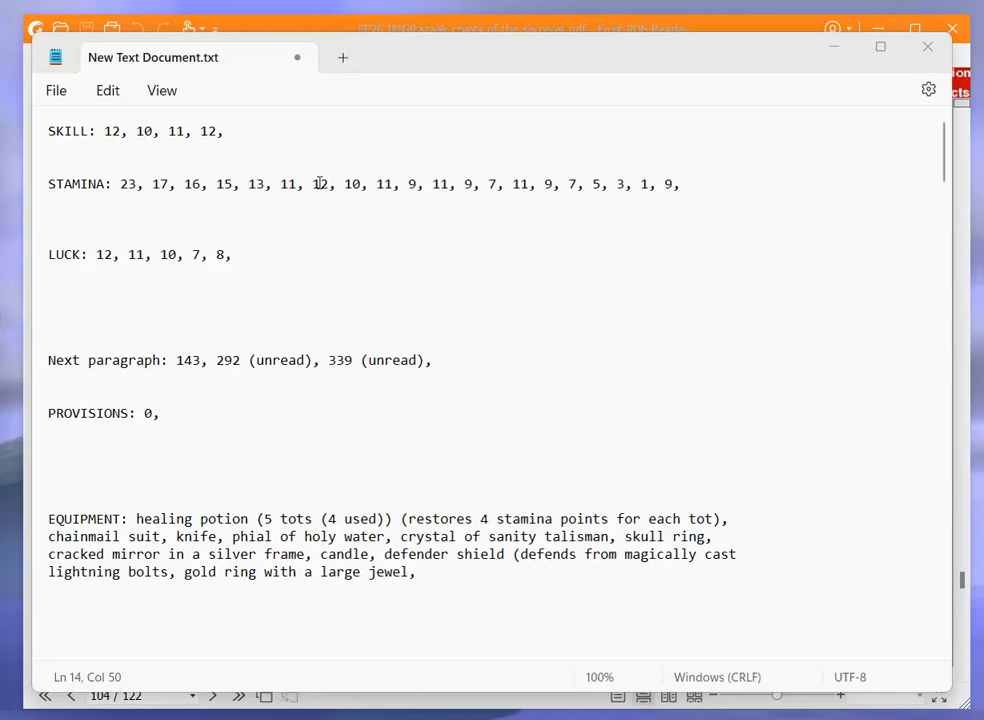 New Text Document.txt
File Edit View
SKILL: 12, 10, 11, 12,
STAMINA: 23, 17, 16, 15, 13, 11, 12, 10, 11, 9, 11, 9, 7, 11, 9, 7, 5, 3, 1, 9,
LUCK: 12, 11, 10, 7, 8,
Next paragraph: 143, 292 (unread), 339 (unread),
PROVISIONS: 0,
EQUIPMENT: healing potion (5 tots (4 used)) (restores 4 stamina points for each tot),
chainmail suit, knife, phial of holy water, crystal of sanity talisman, skull ring,
cracked mirror in a silver frame, candle, defender shield (defends from magically cast
lightning bolts, gold ring with a large jewel,
Ln 14, Col 50 100% Windows (CRLF) UTF-8
104 / 122